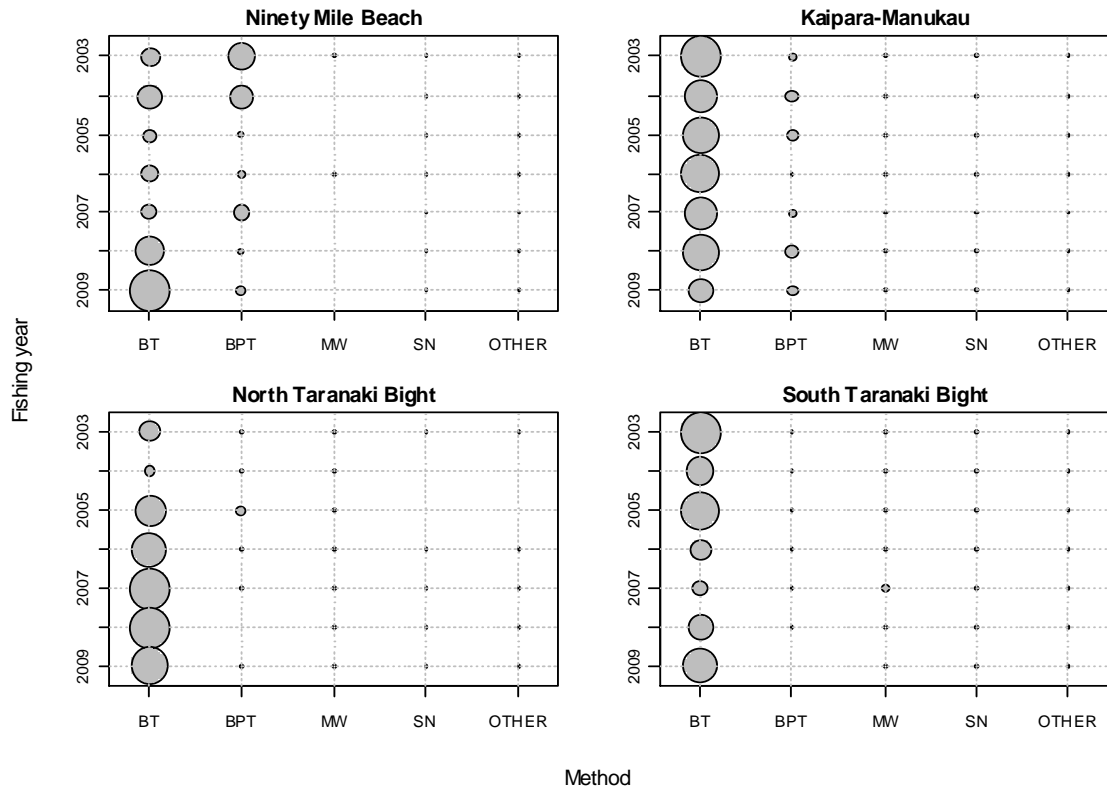 Ninety Mile Beach
2003
2005
2007
2009
BT BPT MW SN OTHER
Kaipara-Manukau
2003
2005
2007
2009
BT BPT MW SN OTHER
North Taranaki Bight
2003
2005
2007
2009
BT BPT MW SN OTHER
South Taranaki Bight
2003
2005
2007
2009
BT BPT MW SN OTHER
Fishing year
Method